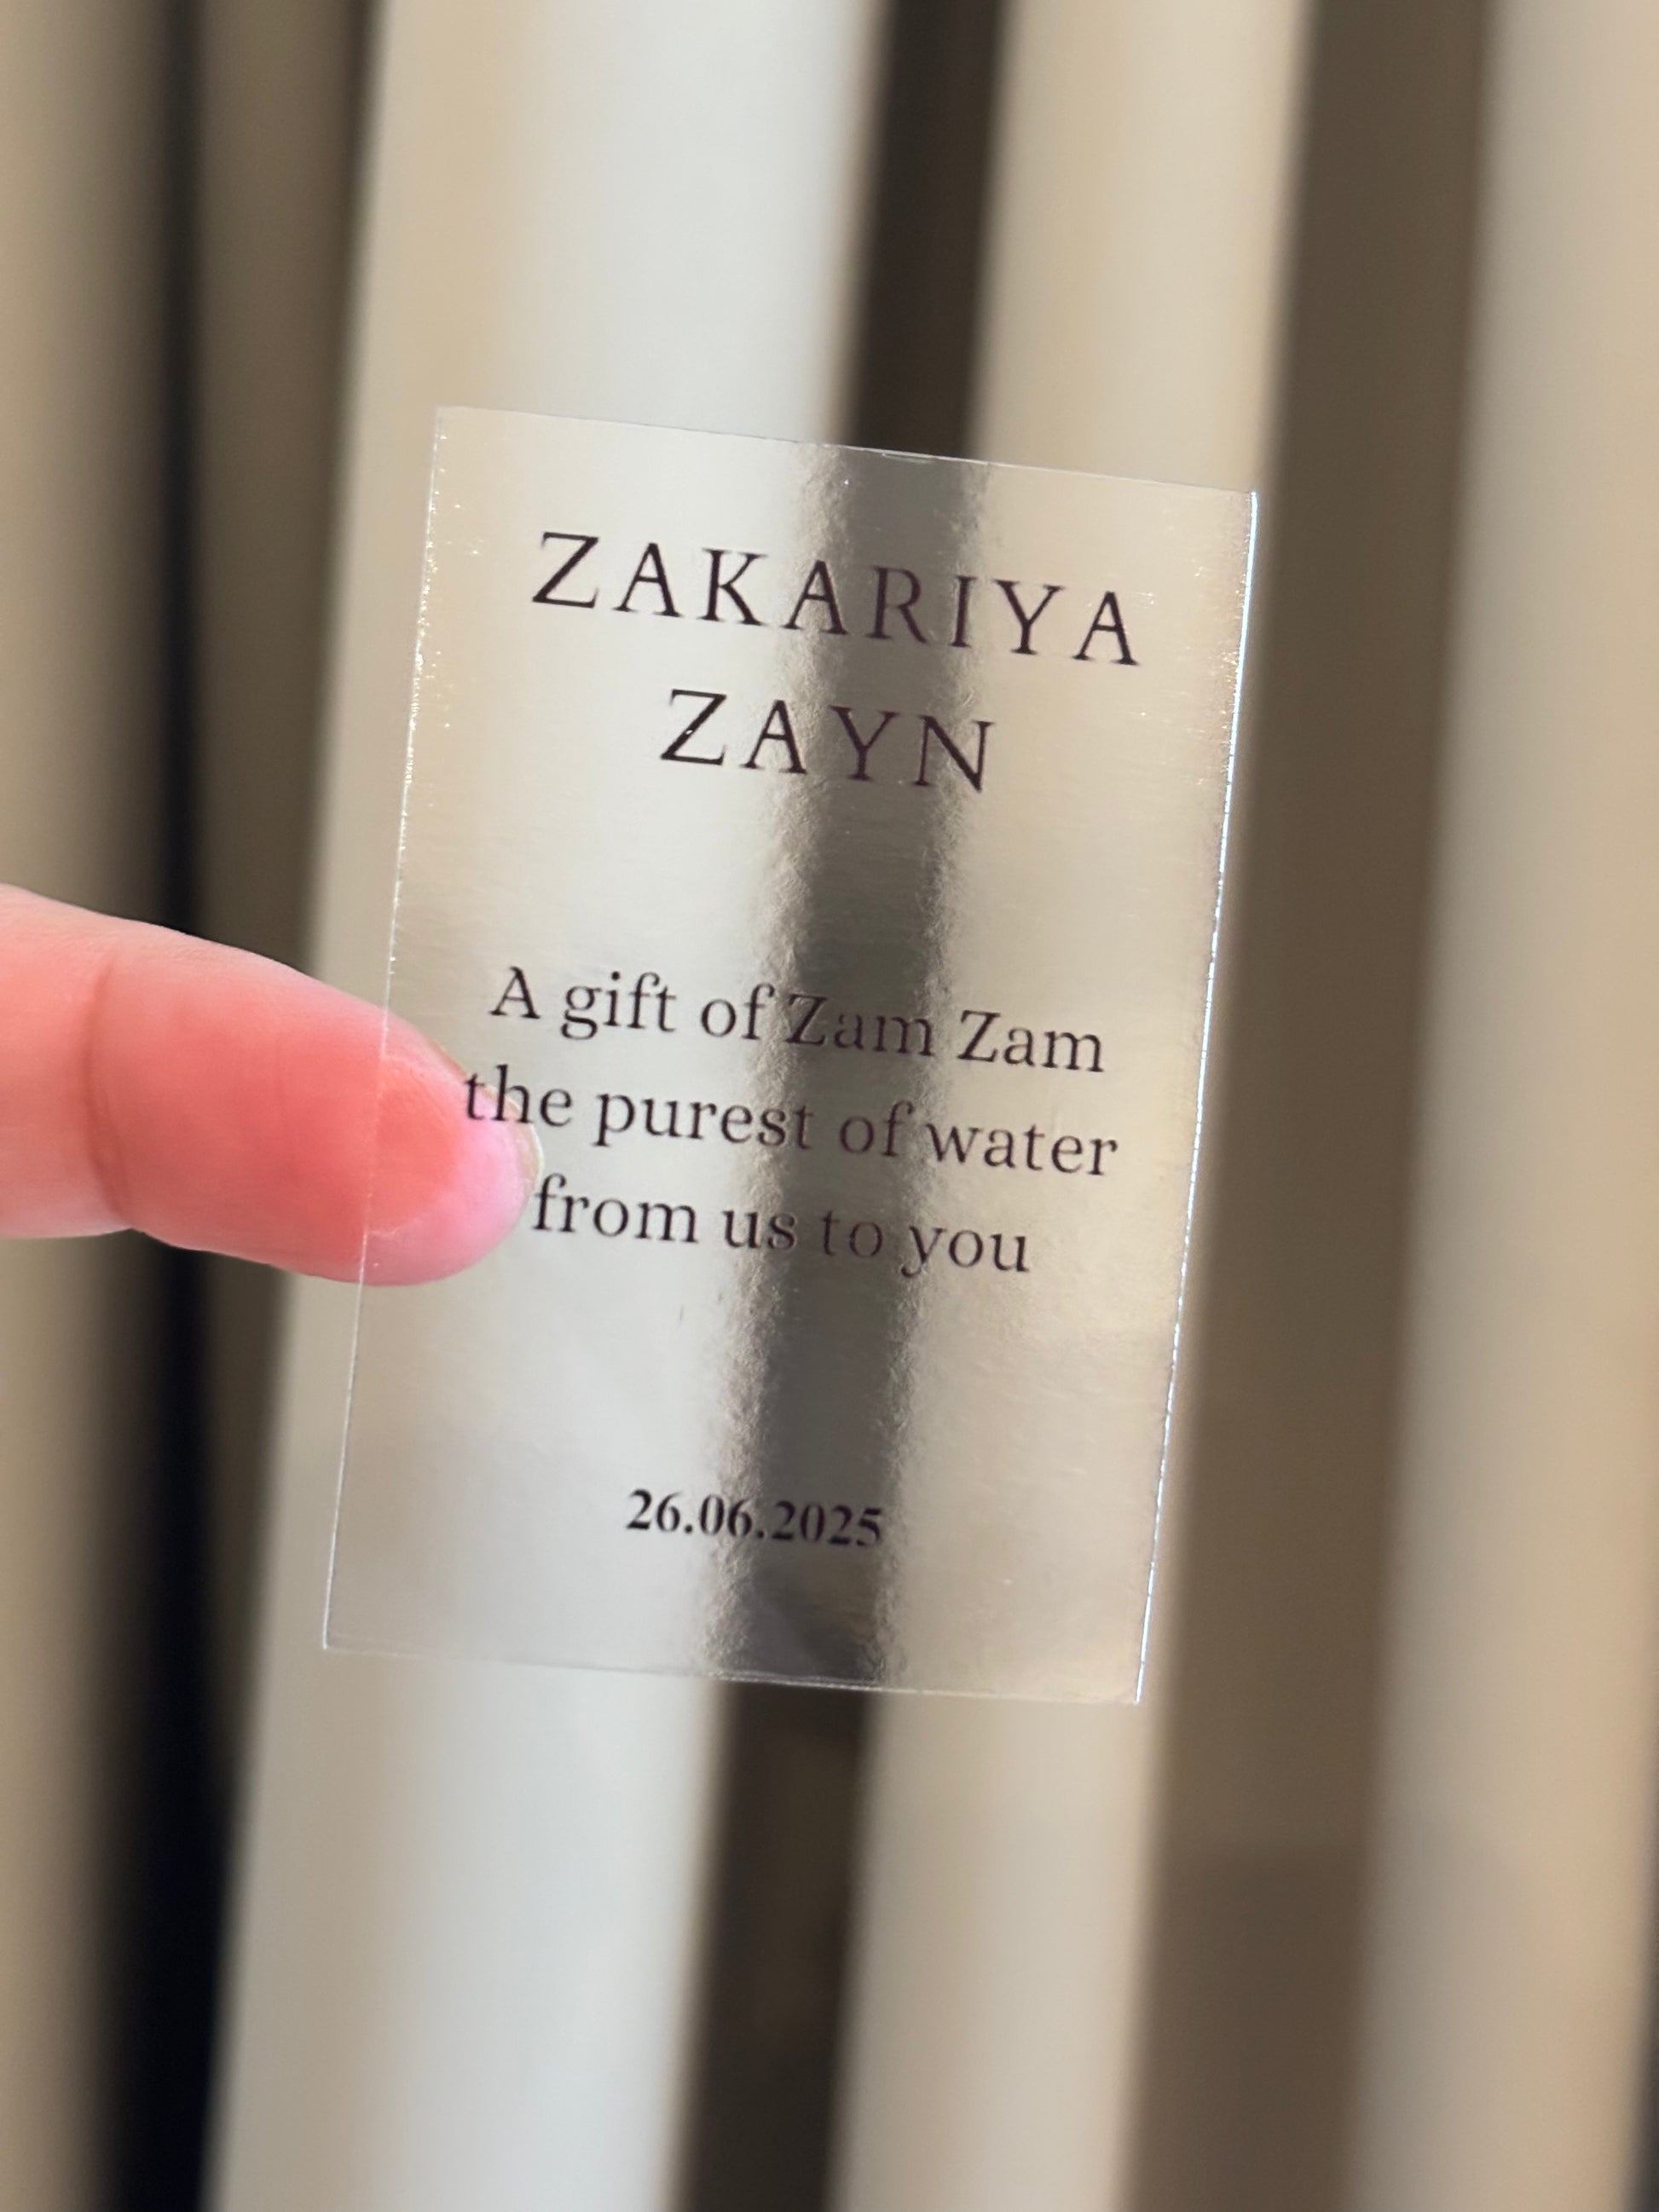 ZAKARIYA
ZAYN
A gift of Zam Zam
the purest of water
from us to you
26.06.2025